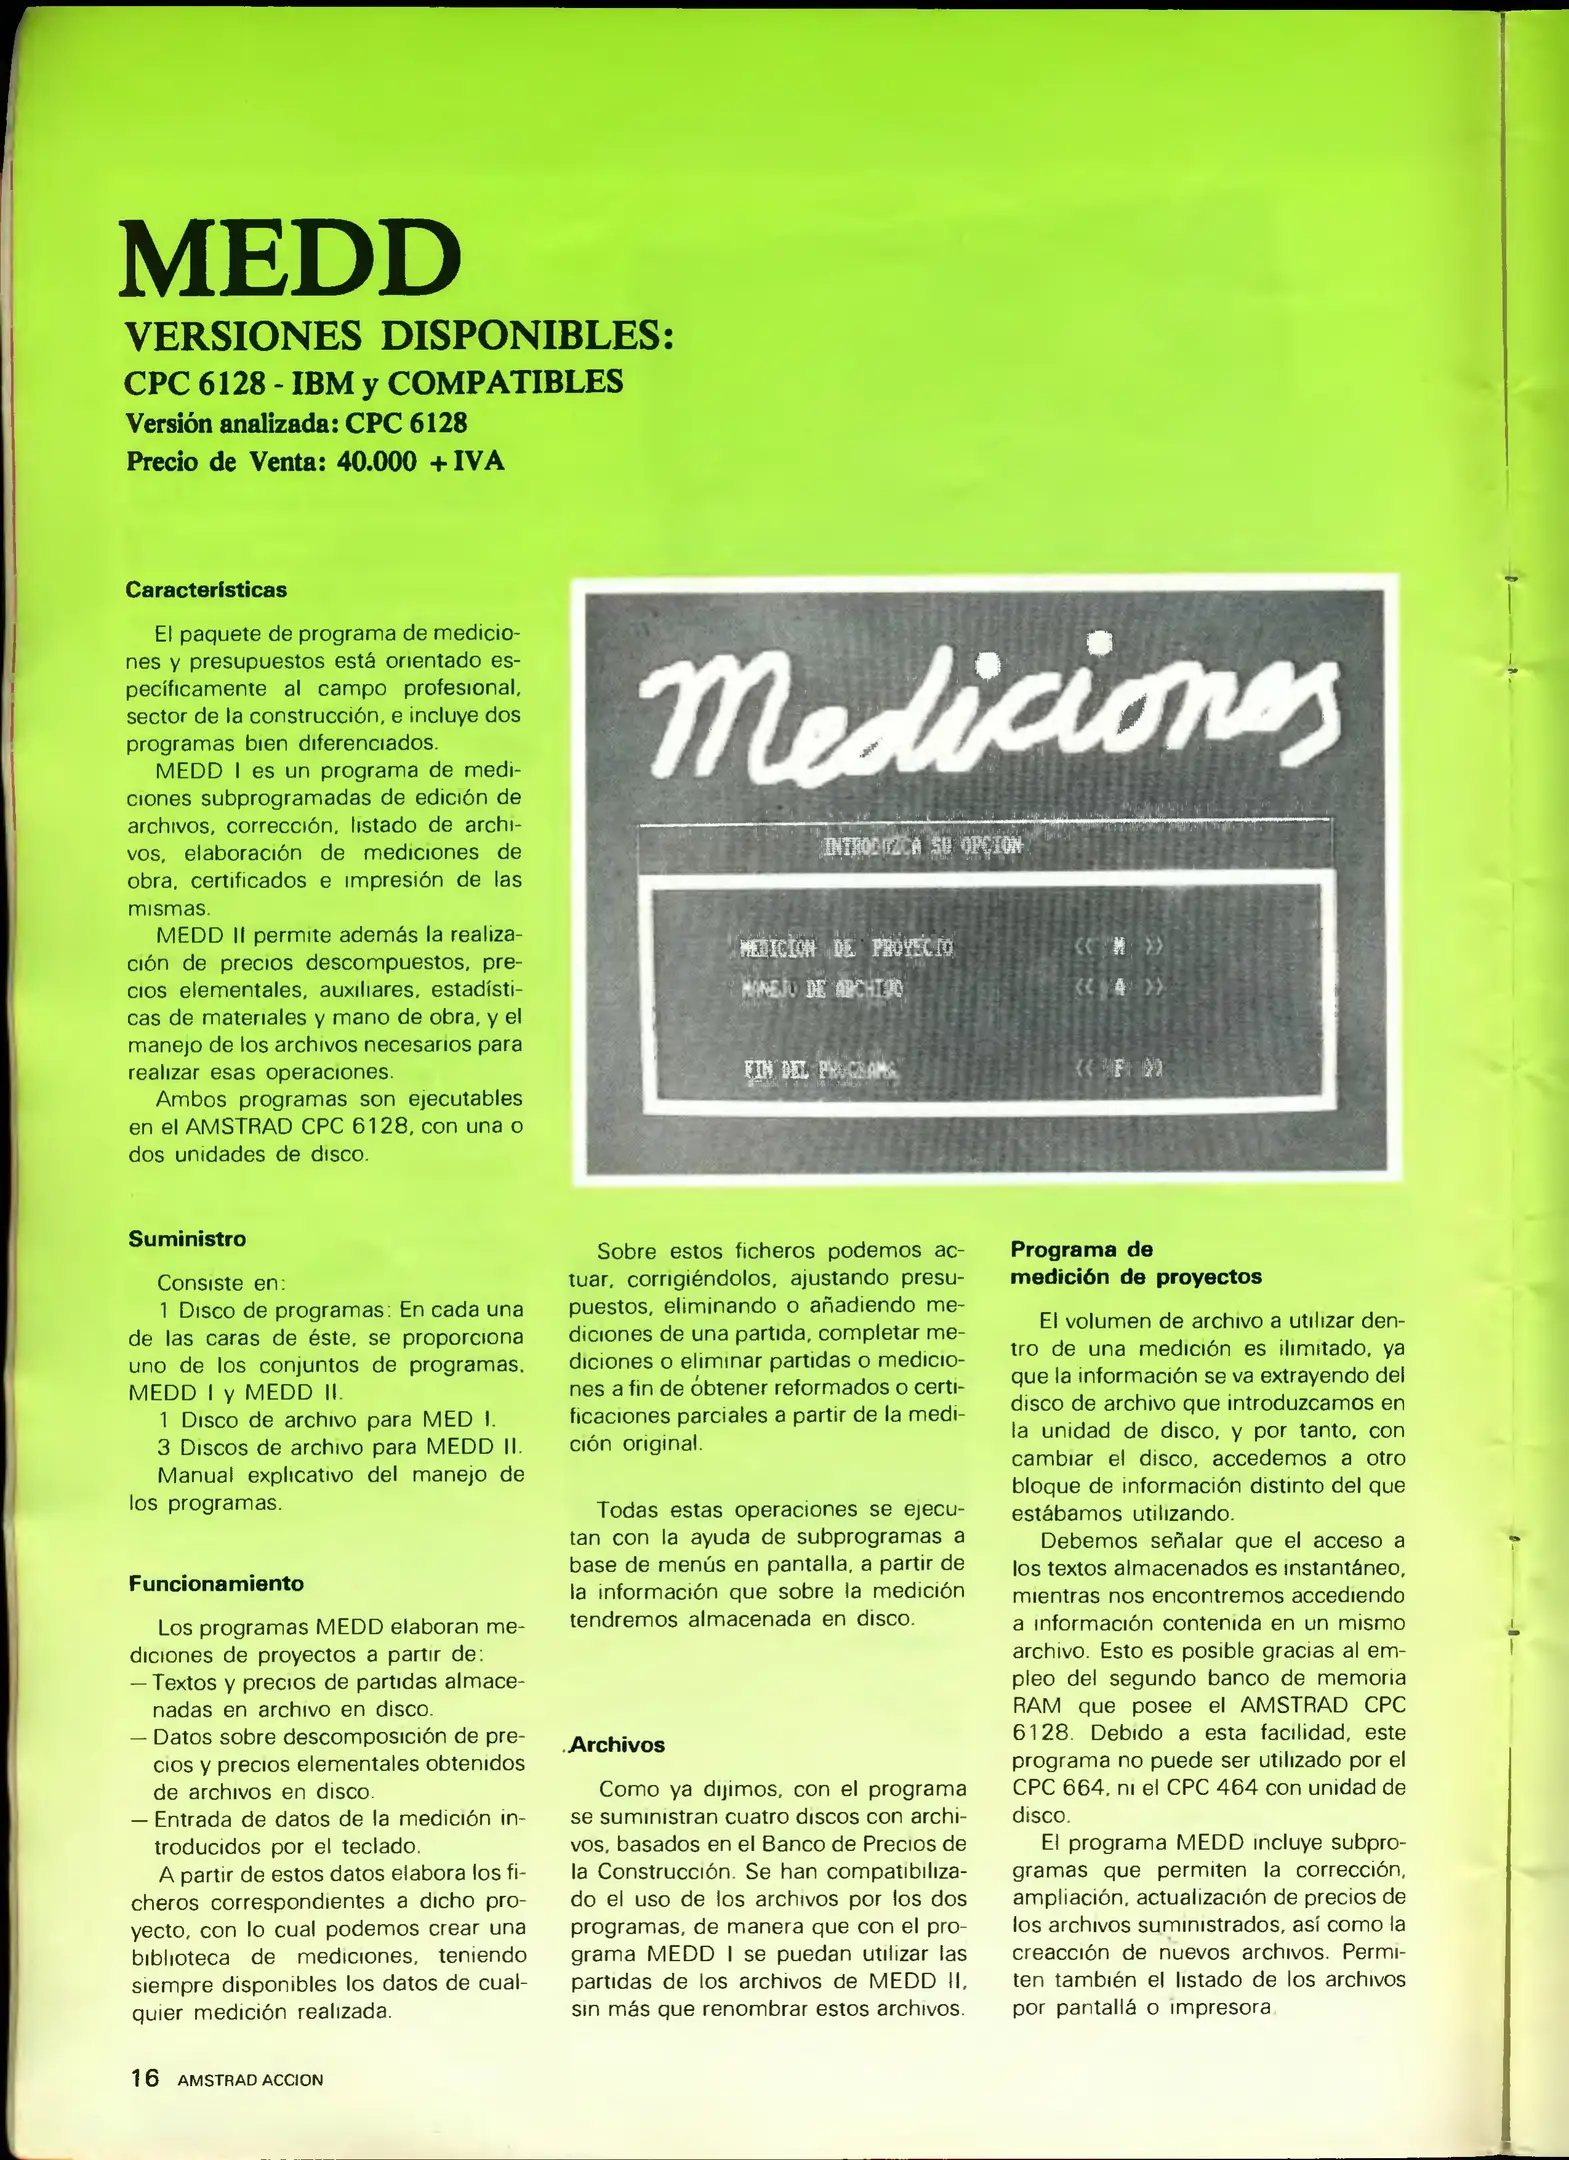 MEDD
VERSIONES DISPONIBLES:
CPC 6128 - IBM y COMPATIBLES
Versión analizada: CPC 6128
Precio de Venta: 40.000 + IVA
Características
El paquete de programa de medicio-
nes y presupuestos está orientado es-
pecíficamente al campo profesional,
sector de la construcción, e incluye dos
programas bien diferenciados.
MEDD I es un programa de medi-
ciones subprogramadas de edición de
archivos, corrección, listado de archi-
vos, elaboración de mediciones de
obra, certificados e impresión de las
mismas.
MEDD II permite además la realiza-
ción de precios descompuestos, pre-
cios elementales, auxiliares, estadísti-
cas de materiales y mano de obra, y el
manejo de los archivos necesarios para
realizar esas operaciones.
Ambos programas son ejecutables
en el AMSTRAD CPC 6128, con una o
dos unidades de disco.
Mediciones
INTRODUZCA SU OPCION
MEDICION DE PROYECTO << M >>
MANEJO DE ARCHIVO << A >>
FIN DEL PROGRAMA << F >>
Suministro
Consiste en:
1 Disco de programas: En cada una
de las caras de éste, se proporciona
uno de los conjuntos de programas.
MEDD I y MEDD II.
1 Disco de archivo para MED I.
3 Discos de archivo para MEDD II.
Manual explicativo del manejo de
los programas.
Funcionamiento
Los programas MEDD elaboran me-
diciones de proyectos a partir de:
— Textos y precios de partidas almace-
nadas en archivo en disco.
— Datos sobre descomposición de pre-
cios y precios elementales obtenidos
de archivos en disco.
— Entrada de datos de la medición in-
troducidos por el teclado.
A partir de estos datos elabora los fi-
cheros correspondientes a dicho pro-
yecto, con lo cual podemos crear una
biblioteca de mediciones, teniendo
siempre disponibles los datos de cual-
quier medición realizada.
Sobre estos ficheros podemos ac-
tuar, corrigiéndolos, ajustando presu-
puestos, eliminando o añadiendo me-
diciones de una partida, completar me-
diciones o eliminar partidas o medicio-
nes a fin de obtener reformados o certi-
ficaciones parciales a partir de la medi-
ción original.
Todas estas operaciones se ejecu-
tan con la ayuda de subprogramas a
base de menús en pantalla, a partir de
la información que sobre la medición
tendremos almacenada en disco.
Archivos
Como ya dijimos, con el programa
se suministran cuatro discos con archi-
vos, basados en el Banco de Precios de
la Construcción. Se han compatibiliza-
do el uso de los archivos por los dos
programas, de manera que con el pro-
grama MEDD I se puedan utilizar las
partidas de los archivos de MEDD II,
sin más que renombrar estos archivos.
Programa de
medición de proyectos
El volumen de archivo a utilizar den-
tro de una medición es ilimitado, ya
que la información se va extrayendo del
disco de archivo que introduzcamos en
la unidad de disco, y por tanto, con
cambiar el disco, accedemos a otro
bloque de información distinto del que
estábamos utilizando.
Debemos señalar que el acceso a
los textos almacenados es instantáneo,
mientras nos encontremos accediendo
a información contenida en un mismo
archivo. Esto es posible gracias al em-
pleo del segundo banco de memoria
RAM que posee el AMSTRAD CPC
6128. Debido a esta facilidad, este
programa no puede ser utilizado por el
CPC 664, ni el CPC 464 con unidad de
disco.
El programa MEDD incluye subpro-
gramas que permiten la corrección,
ampliación, actualización de precios de
los archivos suministrados, así como la
creacción de nuevos archivos. Permi-
ten también el listado de los archivos
por pantallá o impresora
16 AMSTRAD ACCION